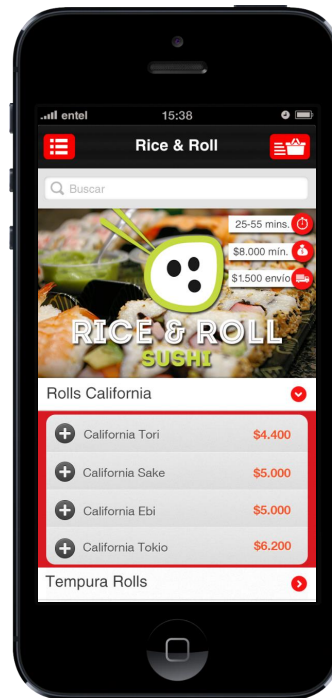 entel 15:38
Rice & Roll
Buscar
25-55 mins.
$8.000 mín.
$1.500 envío
RICE & ROLL
SUSHI
Rolls California
California Tori $4.400
California Sake $5.000
California Ebi $5.000
California Tokio $6.200
Tempura Rolls